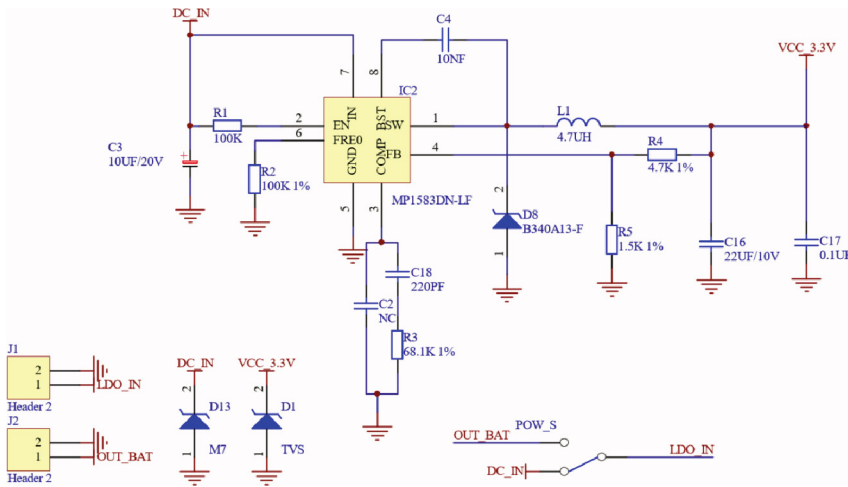 DC_IN
C4
10NF
VCC_3.3V
7
8
IC2
R1
100K
2
6
EN
IN
BST
SW
FRE0
GND
COMP
FB
1
4
L1
4.7UH
C3
10UF/20V
+
R2
100K 1%
R4
4.7K 1%
5
3
MP1583DN-LF
2
D8
B340A13-F
1
R5
1.5K 1%
C16
22UF/10V
C17
0.1UF
C18
220PF
C2
NC
R3
68.1K 1%
J1
2
1
LDO_IN
Header 2
J2
2
1
OUT_BAT
Header 2
DC_IN
2
D13
1
M7
VCC_3.3V
2
D1
1
TVS
POW_S
OUT_BAT
LDO_IN
DC_IN